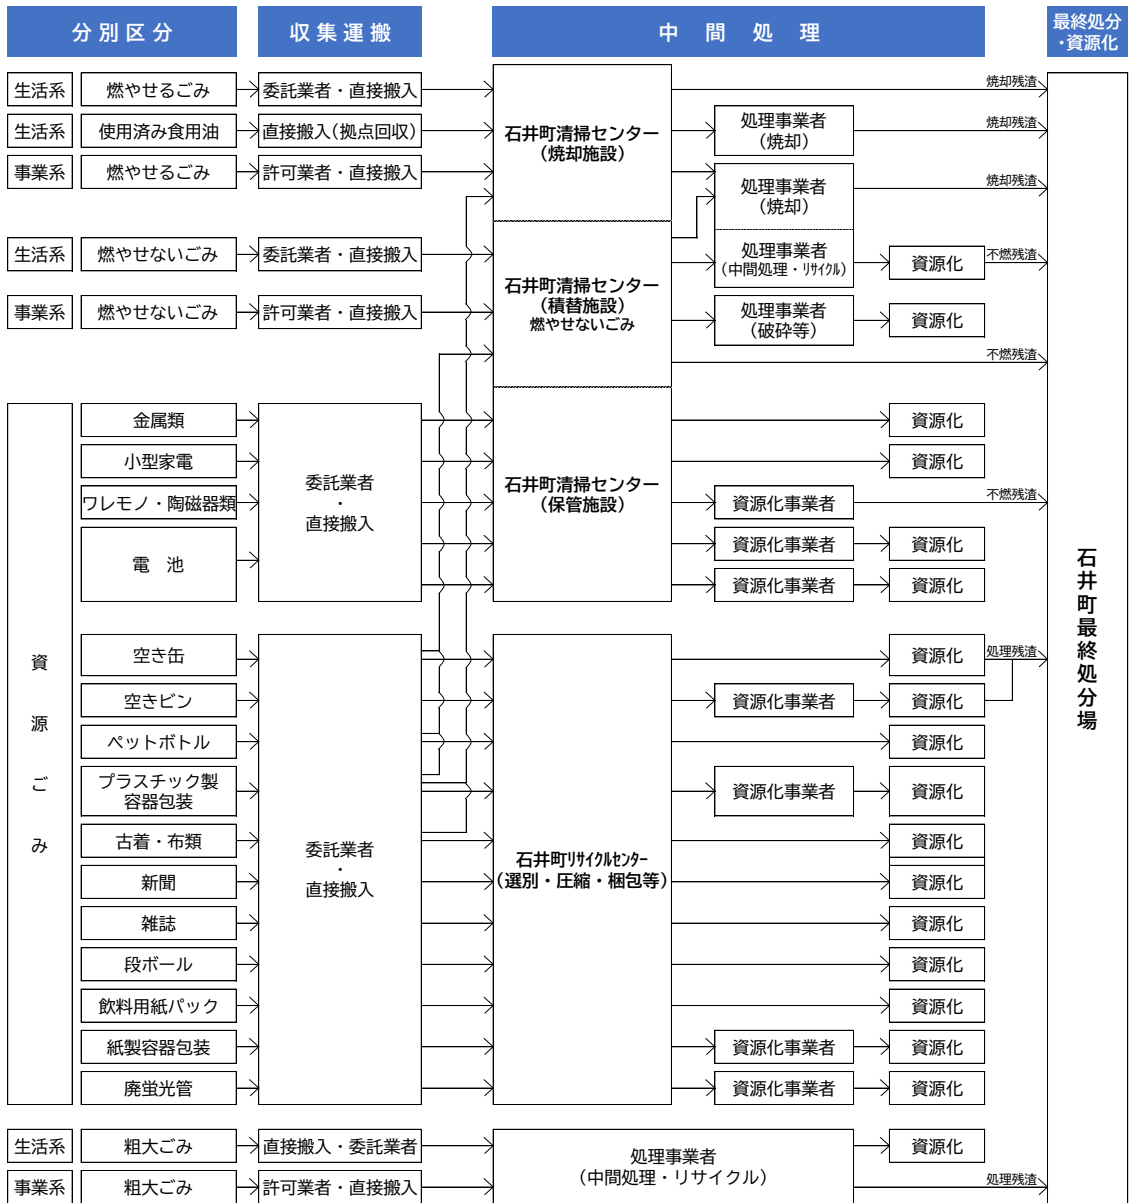 分別区分
収集運搬
中間処理
最終処分
・資源化
生活系
燃やせるごみ
委託業者・直接搬入
焼却残渣
生活系
使用済み食用油
直接搬入(拠点回収)
石井町清掃センター
(焼却施設)
処理事業者
(焼却)
焼却残渣
事業系
燃やせるごみ
許可業者・直接搬入
処理事業者
(焼却)
焼却残渣
生活系
燃やせないごみ
委託業者・直接搬入
石井町清掃センター
(積替施設)
燃やせないごみ
処理事業者
(中間処理・ﾘｻｲｸﾙ)
資源化
不燃残渣
事業系
燃やせないごみ
許可業者・直接搬入
処理事業者
(破砕等)
資源化
不燃残渣
資源ごみ
金属類
小型家電
ワレモノ・陶磁器類
電 池
委託業者
・
直接搬入
石井町清掃センター
(保管施設)
資源化
資源化
資源化事業者
不燃残渣
資源化事業者
資源化
資源化事業者
資源化
石井町最終処分場
空き缶
空きビン
ペットボトル
プラスチック製
容器包装
古着・布類
新聞
雑誌
段ボール
飲料用紙パック
紙製容器包装
廃蛍光管
委託業者
・
直接搬入
石井町ﾘｻｲｸﾙｾﾝﾀｰ
(選別・圧縮・梱包等)
資源化
処理残渣
資源化事業者
資源化
資源化
資源化事業者
資源化
資源化
資源化
資源化
資源化
資源化
資源化事業者
資源化
資源化事業者
資源化
生活系
粗大ごみ
直接搬入・委託業者
処理事業者
(中間処理・リサイクル)
資源化
事業系
粗大ごみ
許可業者・直接搬入
処理残渣